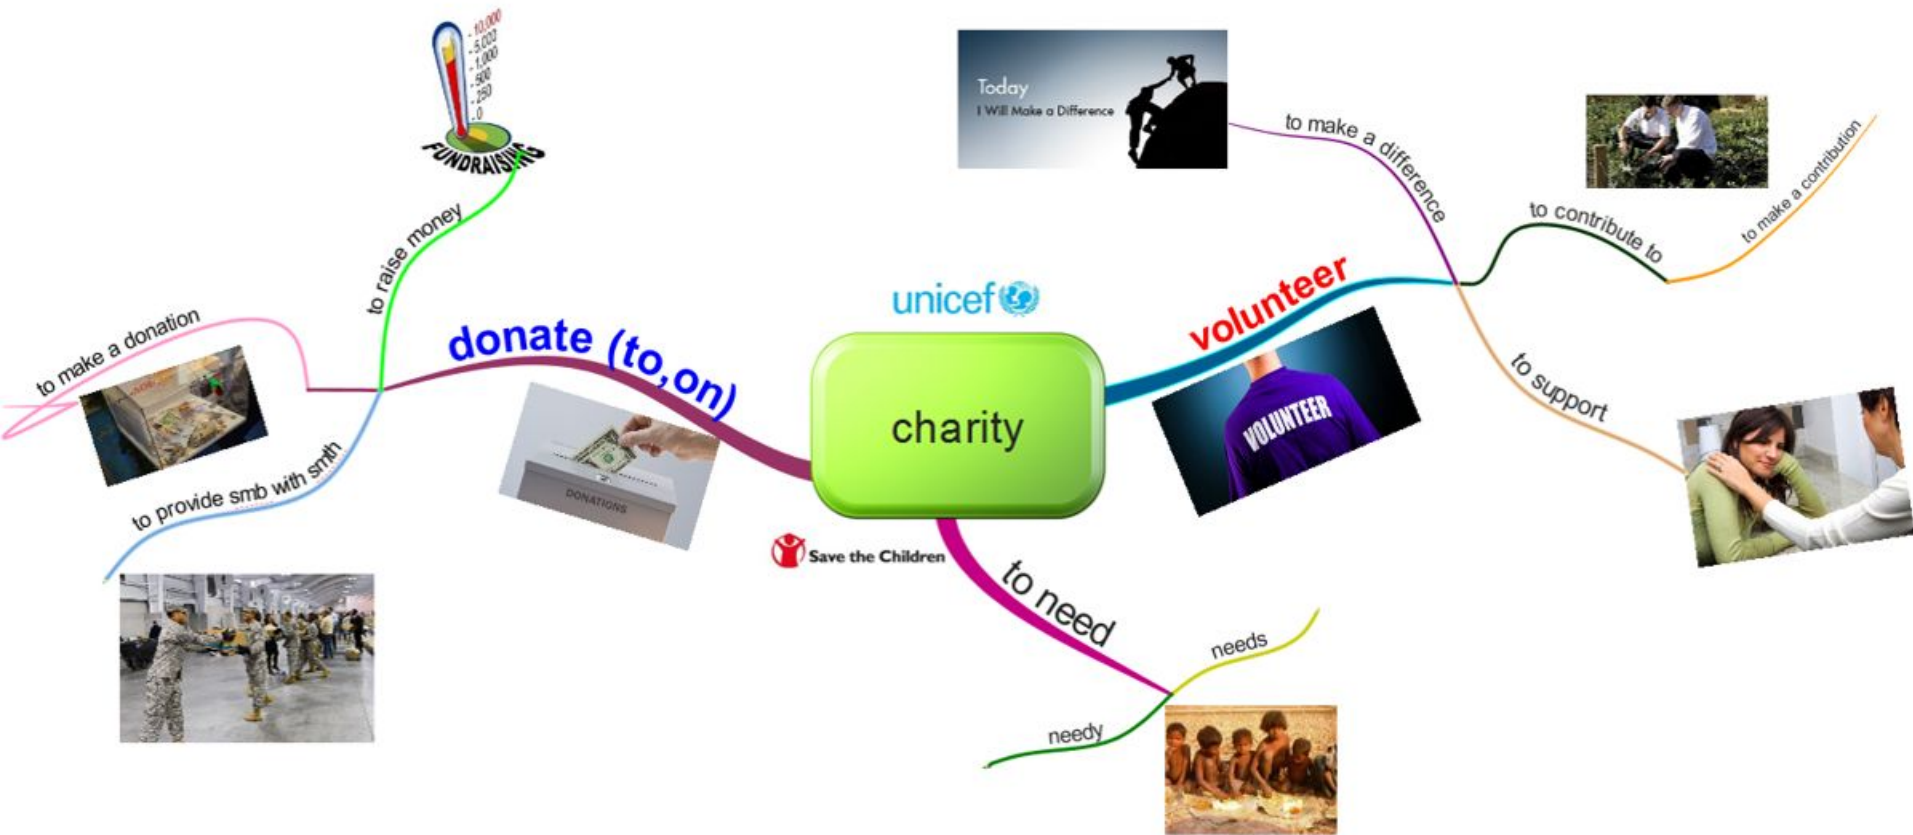 - 10,000
- 5,000
- 1,000
- 500
- 250
- 0
FUNDRAISING
to raise money
to make a donation
donate (to,on)
DONATIONS
to provide smb with smth
unicef
charity
Save the Children
Today
I Will Make a Difference
to make a difference
volunteer
VOLUNTEER
to contribute to
to make a contribution
to support
to need
needs
needy